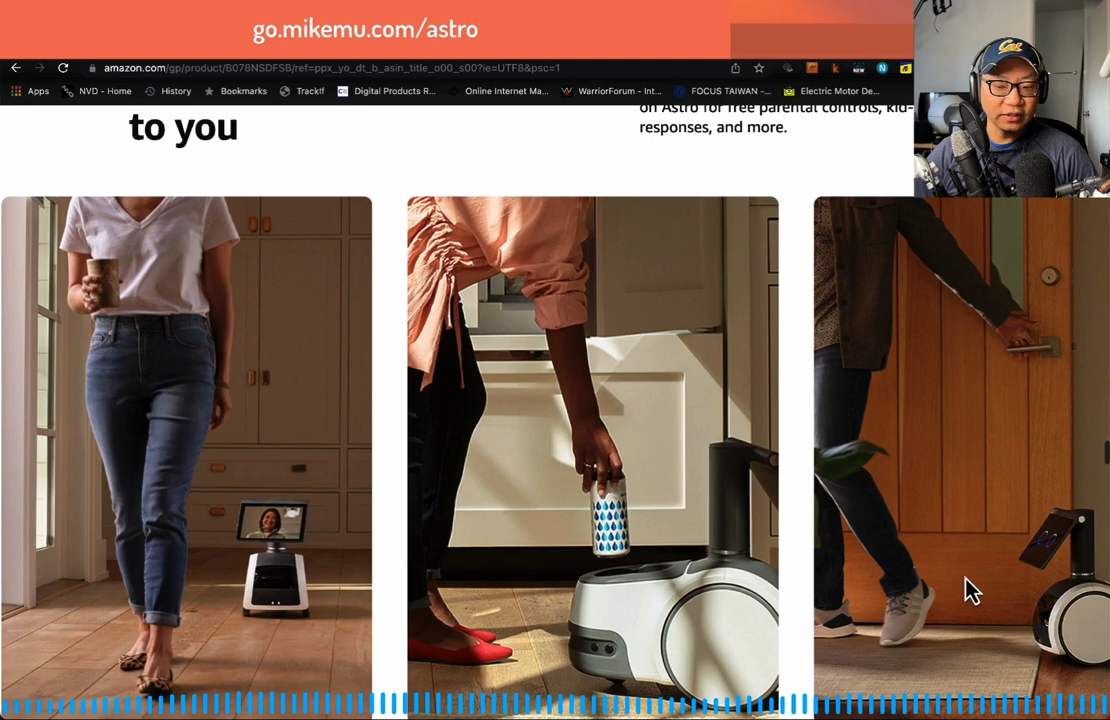 go.mikemu.com/astro
amazon.com/gp/product/B078NSDFSB/ref=ppx_yo_dt_b_asin_title_o00_s00?ie=UTF8&psc=1
Apps NVD - Home History Bookmarks TrackIf Digital Products R... Online Internet Ma... WarriorForum - Int... FOCUS TAIWAN -... Electric Motor De...
to you
on Astro for free parental controls, kid-
responses, and more.
Cal